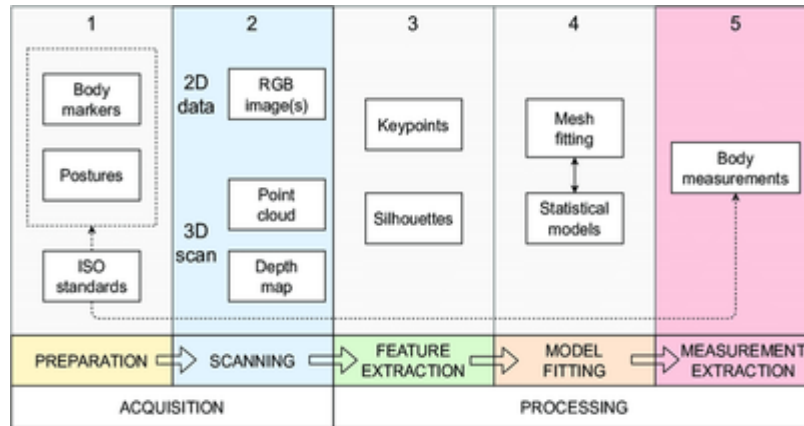 1
2
3
4
5
Body
markers
Postures
ISO
standards
2D
data
RGB
image(s)
3D
scan
Point
cloud
Depth
map
Keypoints
Silhouettes
Mesh
fitting
Statistical
models
Body
measurements
PREPARATION
SCANNING
FEATURE
EXTRACTION
MODEL
FITTING
MEASUREMENT
EXTRACTION
ACQUISITION
PROCESSING